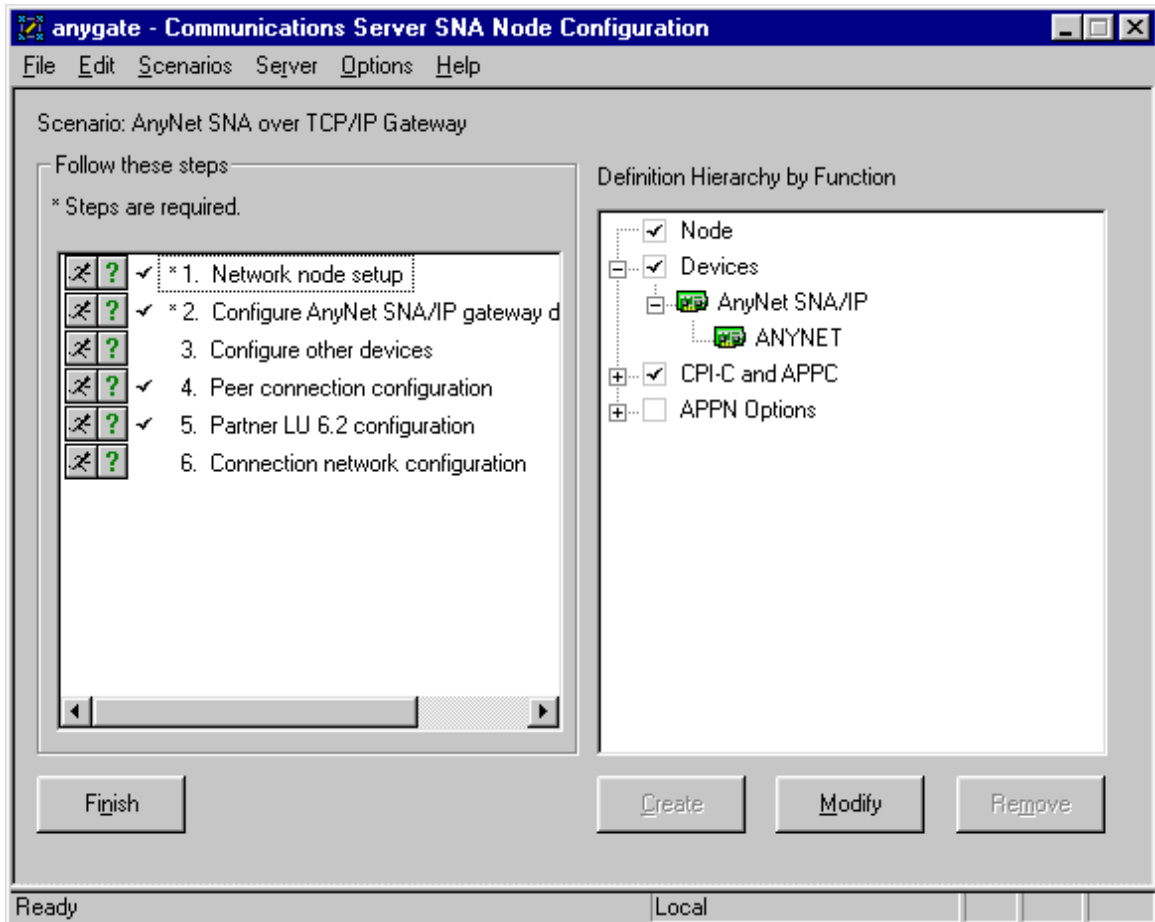 anygate - Communications Server SNA Node Configuration
File Edit Scenarios Server Options Help
Scenario: AnyNet SNA over TCP/IP Gateway
Follow these steps
* Steps are required.
? * 1. Network node setup
? * 2. Configure AnyNet SNA/IP gateway d
? 3. Configure other devices
? 4. Peer connection configuration
? 5. Partner LU 6.2 configuration
? 6. Connection network configuration
Finish
Definition Hierarchy by Function
Node
Devices
AnyNet SNA/IP
ANYNET
CPI-C and APPC
APPN Options
Create Modify Remove
Ready Local